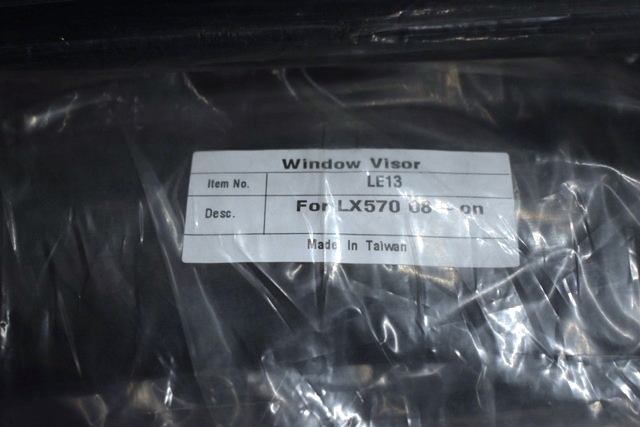 Window Visor
Item No. LE13
Desc. For LX570 08 - on
Made In Taiwan